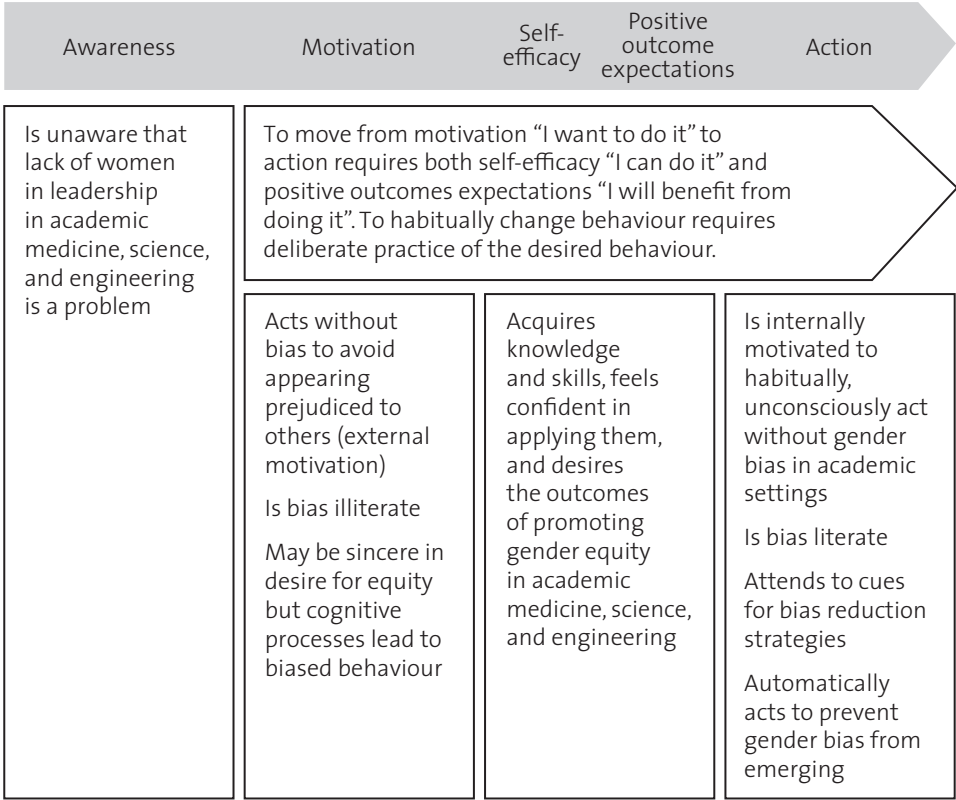 Awareness
Motivation
Self-
efficacy
Positive
outcome
expectations
Action
Is unaware that
lack of women
in leadership
in academic
medicine, science,
and engineering
is a problem
To move from motivation “I want to do it” to
action requires both self-efficacy “I can do it” and
positive outcomes expectations “I will benefit from
doing it”. To habitually change behaviour requires
deliberate practice of the desired behaviour.
Acts without
bias to avoid
appearing
prejudiced to
others (external
motivation)
Is bias illiterate
May be sincere in
desire for equity
but cognitive
processes lead to
biased behaviour
Acquires
knowledge
and skills, feels
confident in
applying them,
and desires
the outcomes
of promoting
gender equity
in academic
medicine, science,
and engineering
Is internally
motivated to
habitually,
unconsciously act
without gender
bias in academic
settings
Is bias literate
Attends to cues
for bias reduction
strategies
Automatically
acts to prevent
gender bias from
emerging